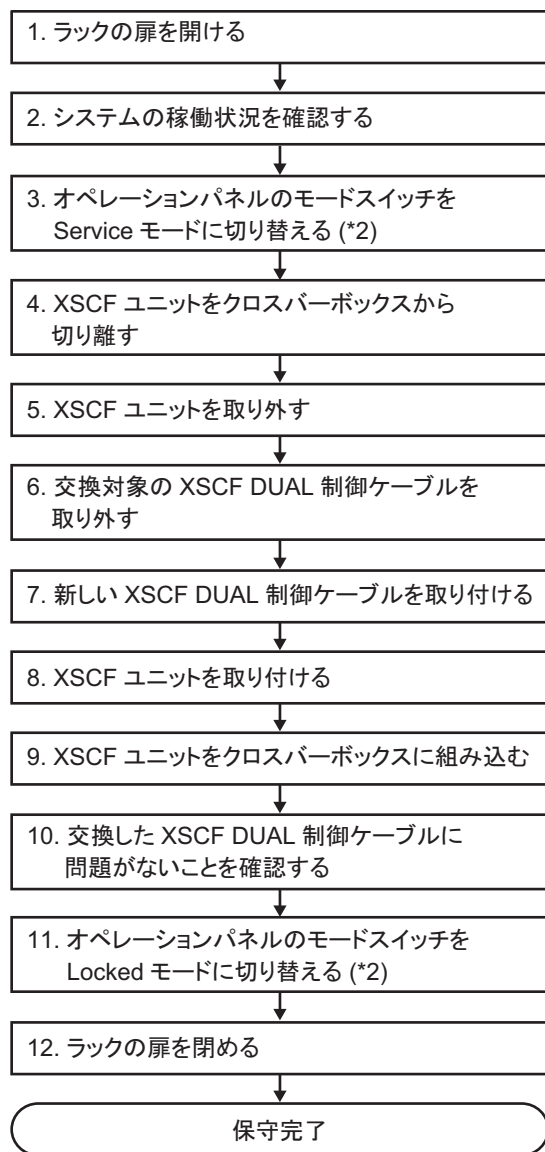 1. ラックの扉を開ける
2. システムの稼働状況を確認する
3. オペレーションパネルのモードスイッチを
Service モードに切り替える (*2)
4. XSCF ユニットをクロスバーボックスから
切り離す
5. XSCF ユニットを取り外す
6. 交換対象の XSCF DUAL 制御ケーブルを
取り外す
7. 新しい XSCF DUAL 制御ケーブルを取り付ける
8. XSCF ユニットを取り付ける
9. XSCF ユニットをクロスバーボックスに組み込む
10. 交換した XSCF DUAL 制御ケーブルに
問題がないことを確認する
11. オペレーションパネルのモードスイッチを
Locked モードに切り替える (*2)
12. ラックの扉を閉める
保守完了